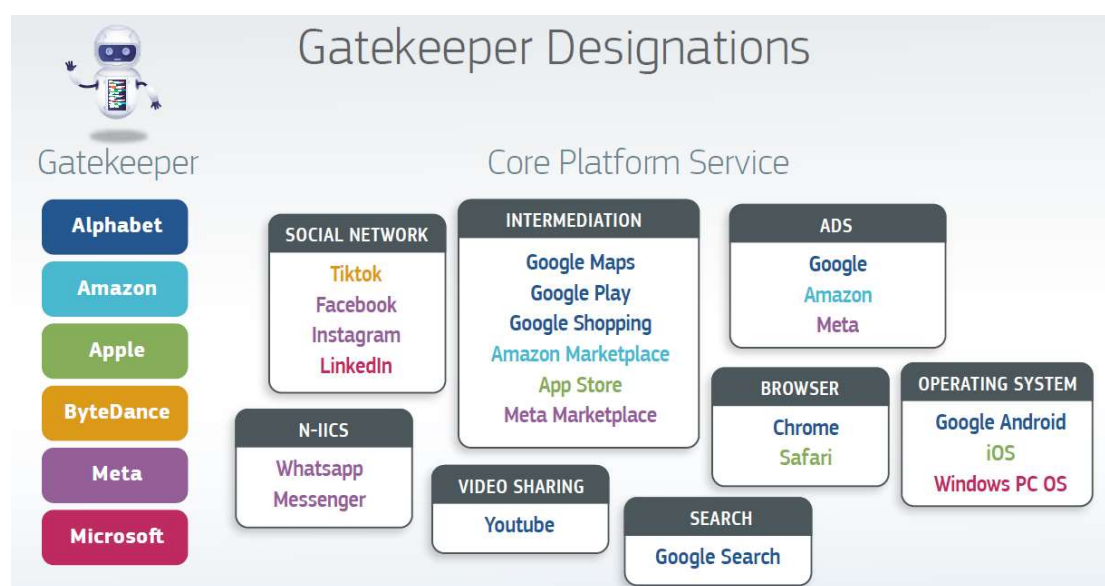 Gatekeeper Designations
Gatekeeper
Alphabet
Amazon
Apple
ByteDance
Meta
Microsoft
Core Platform Service
SOCIAL NETWORK
Tiktok
Facebook
Instagram
LinkedIn
INTERMEDIATION
Google Maps
Google Play
Google Shopping
Amazon Marketplace
App Store
Meta Marketplace
ADS
Google
Amazon
Meta
N-IICS
Whatsapp
Messenger
VIDEO SHARING
Youtube
BROWSER
Chrome
Safari
OPERATING SYSTEM
Google Android
iOS
Windows PC OS
SEARCH
Google Search